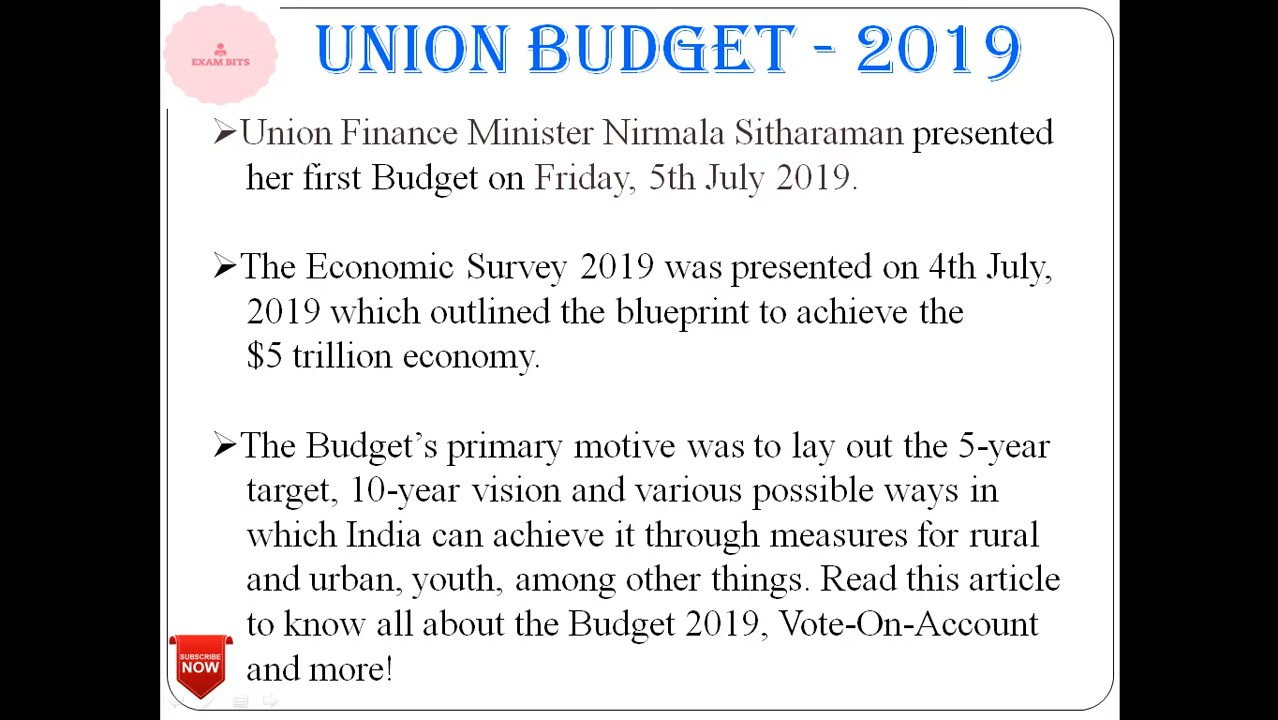 EXAM BITS
UNION BUDGET - 2019
➢Union Finance Minister Nirmala Sitharaman presented
her first Budget on Friday, 5th July 2019.
➢The Economic Survey 2019 was presented on 4th July,
2019 which outlined the blueprint to achieve the
$5 trillion economy.
➢The Budget’s primary motive was to lay out the 5-year
target, 10-year vision and various possible ways in
which India can achieve it through measures for rural
and urban, youth, among other things. Read this article
to know all about the Budget 2019, Vote-On-Account
and more!
SUBSCRIBE
NOW